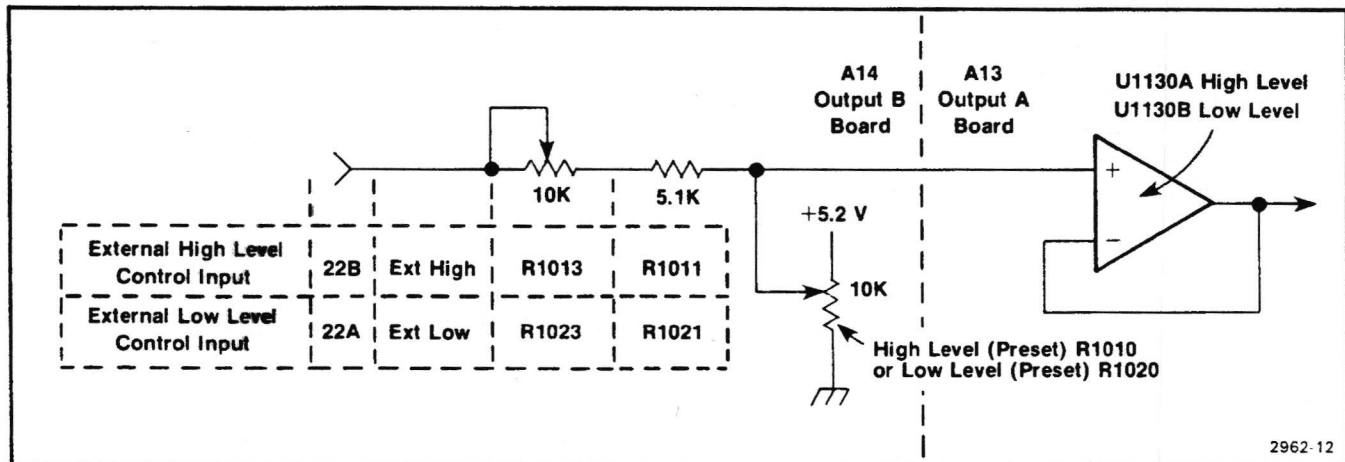 A14
Output B
Board
A13
Output A
Board
U1130A High Level
U1130B Low Level
+
−
10K
5.1K
+5.2 V
10K
High Level (Preset) R1010
or Low Level (Preset) R1020
External High Level
Control Input
22B
Ext High
R1013
R1011
External Low Level
Control Input
22A
Ext Low
R1023
R1021
2962-12